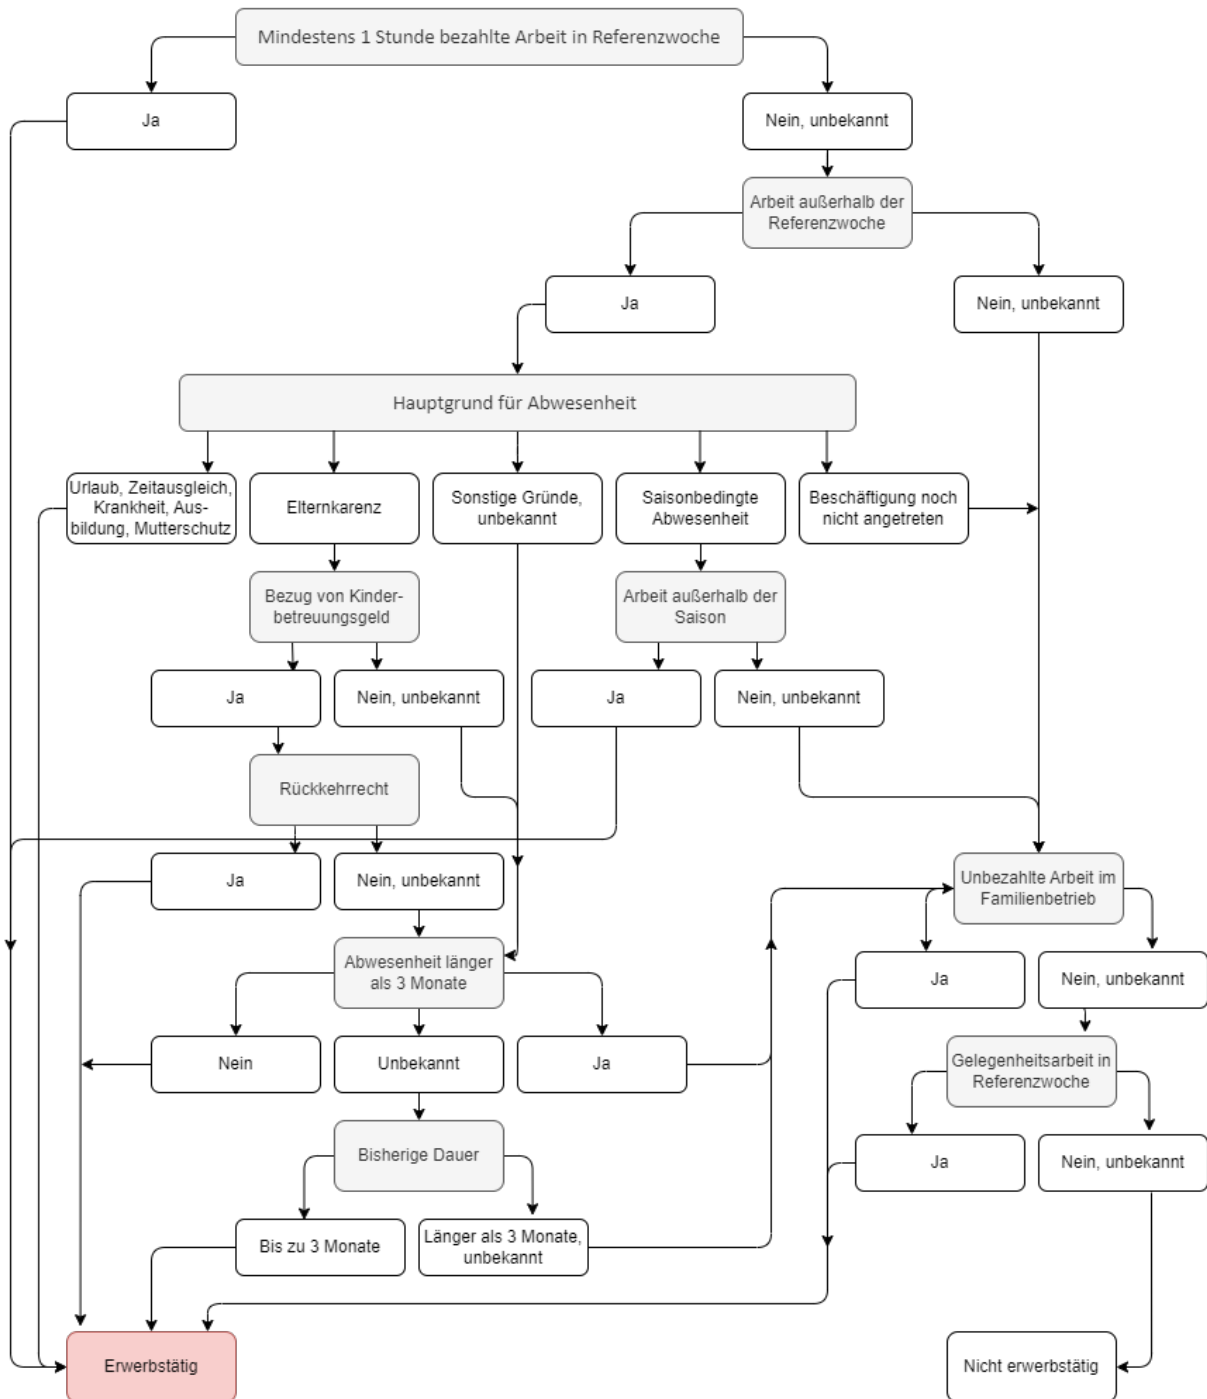 Mindestens 1 Stunde bezahlte Arbeit in Referenzwoche
Ja
Nein, unbekannt
Arbeit außerhalb der
Referenzwoche
Ja
Nein, unbekannt
Hauptgrund für Abwesenheit
Urlaub, Zeitausgleich,
Krankheit, Aus-
bildung, Mutterschutz
Elternkarenz
Sonstige Gründe,
unbekannt
Saisonbedingte
Abwesenheit
Beschäftigung noch
nicht angetreten
Bezug von Kinder-
betreuungsgeld
Arbeit außerhalb der
Saison
Ja
Nein, unbekannt
Ja
Nein, unbekannt
Rückkehrrecht
Ja
Nein, unbekannt
Unbezahlte Arbeit im
Familienbetrieb
Abwesenheit länger
als 3 Monate
Ja
Nein, unbekannt
Nein
Unbekannt
Ja
Gelegenheitsarbeit in
Referenzwoche
Bisherige Dauer
Ja
Nein, unbekannt
Bis zu 3 Monate
Länger als 3 Monate,
unbekannt
Erwerbstätig
Nicht erwerbstätig